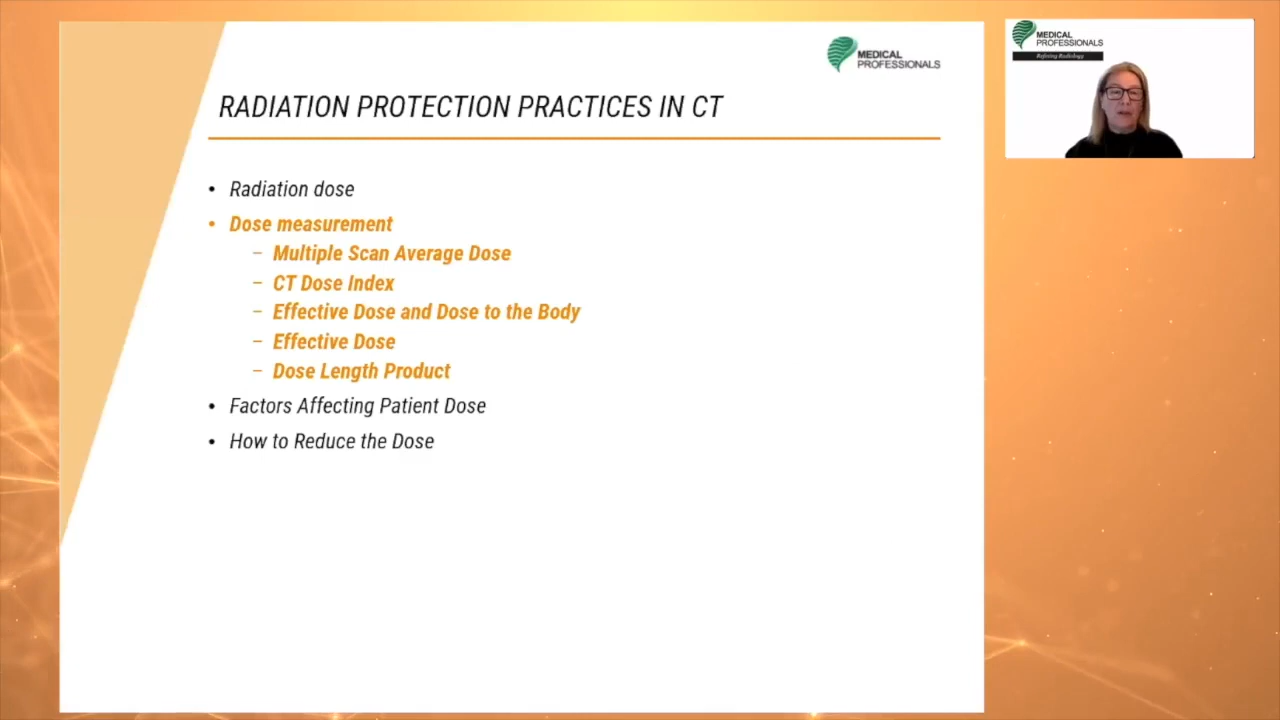 MEDICAL
PROFESSIONALS
RADIATION PROTECTION PRACTICES IN CT
• Radiation dose
• Dose measurement
– Multiple Scan Average Dose
– CT Dose Index
– Effective Dose and Dose to the Body
– Effective Dose
– Dose Length Product
• Factors Affecting Patient Dose
• How to Reduce the Dose
MEDICAL
PROFESSIONALS
Refining Radiology